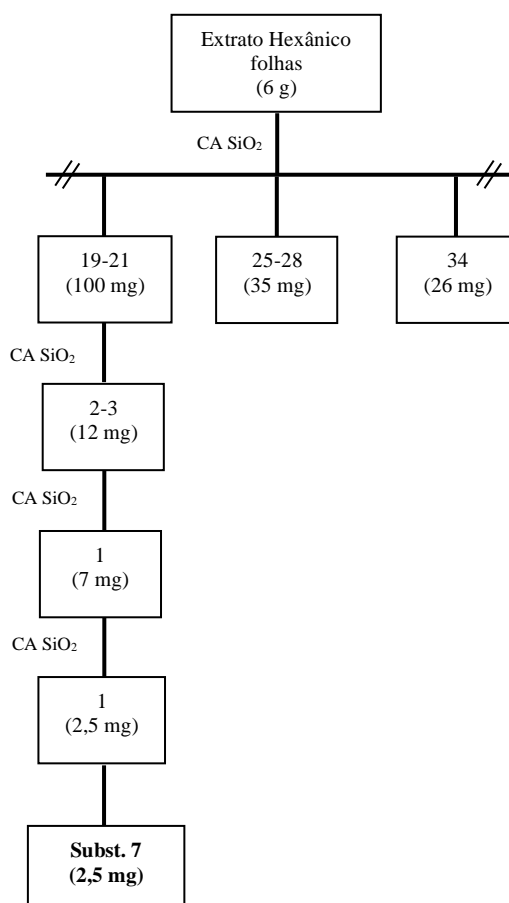 Extrato Hexânico
folhas
(6 g)
CA SiO₂
19-21
(100 mg)
25-28
(35 mg)
34
(26 mg)
CA SiO₂
2-3
(12 mg)
CA SiO₂
1
(7 mg)
CA SiO₂
1
(2,5 mg)
Subst. 7
(2,5 mg)